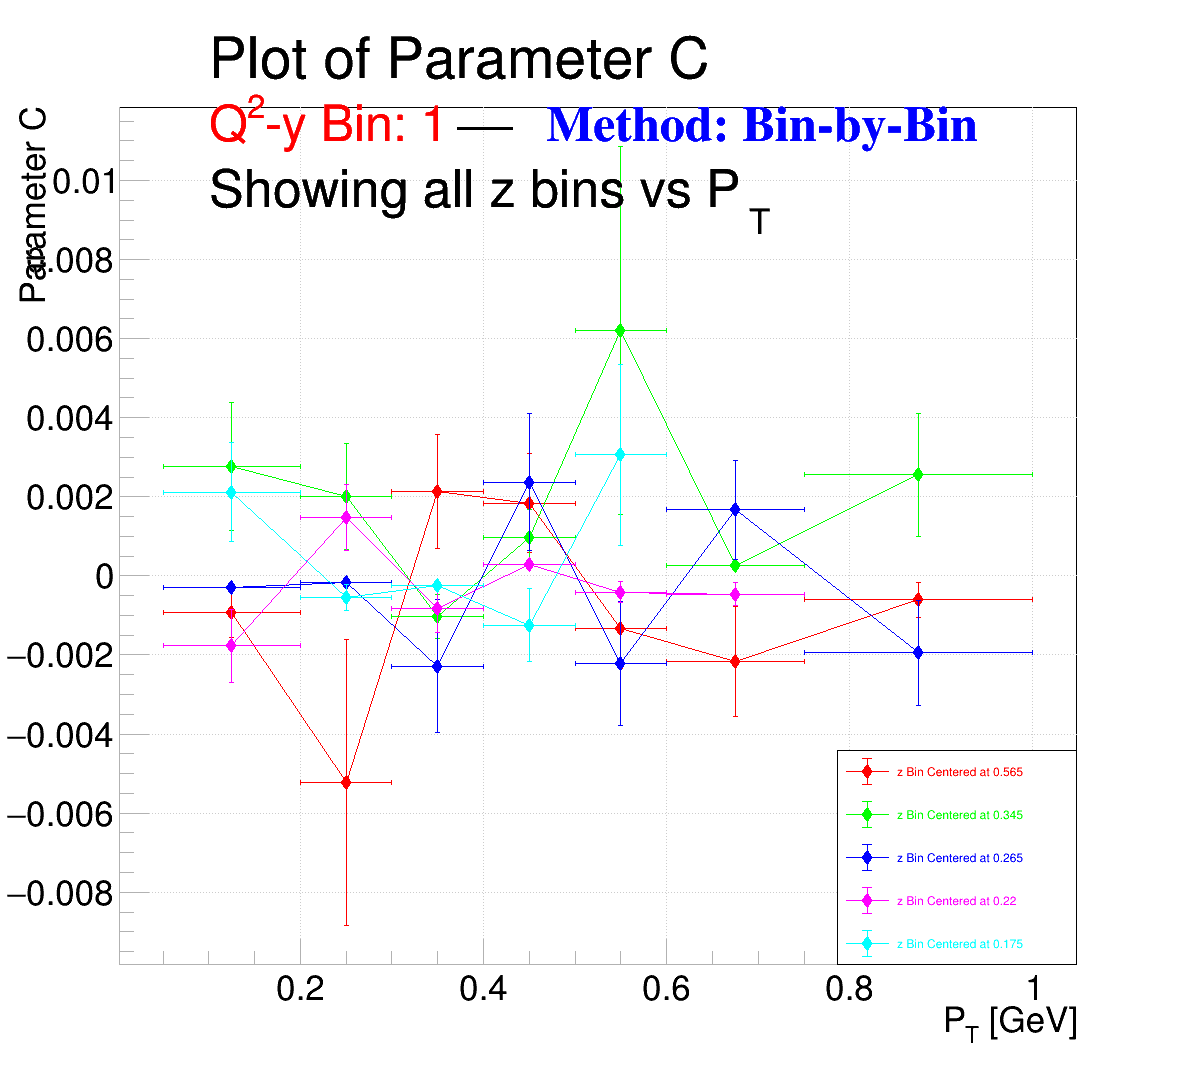 Plot of Parameter C
Q²-y Bin: 1 — Method: Bin-by-Bin
Showing all z bins vs P_T
Parameter C
0.01
0.008
0.006
0.004
0.002
0
−0.002
−0.004
−0.006
−0.008
z Bin Centered at 0.565
z Bin Centered at 0.345
z Bin Centered at 0.265
z Bin Centered at 0.22
z Bin Centered at 0.175
0.2 0.4 0.6 0.8 1
P_T [GeV]